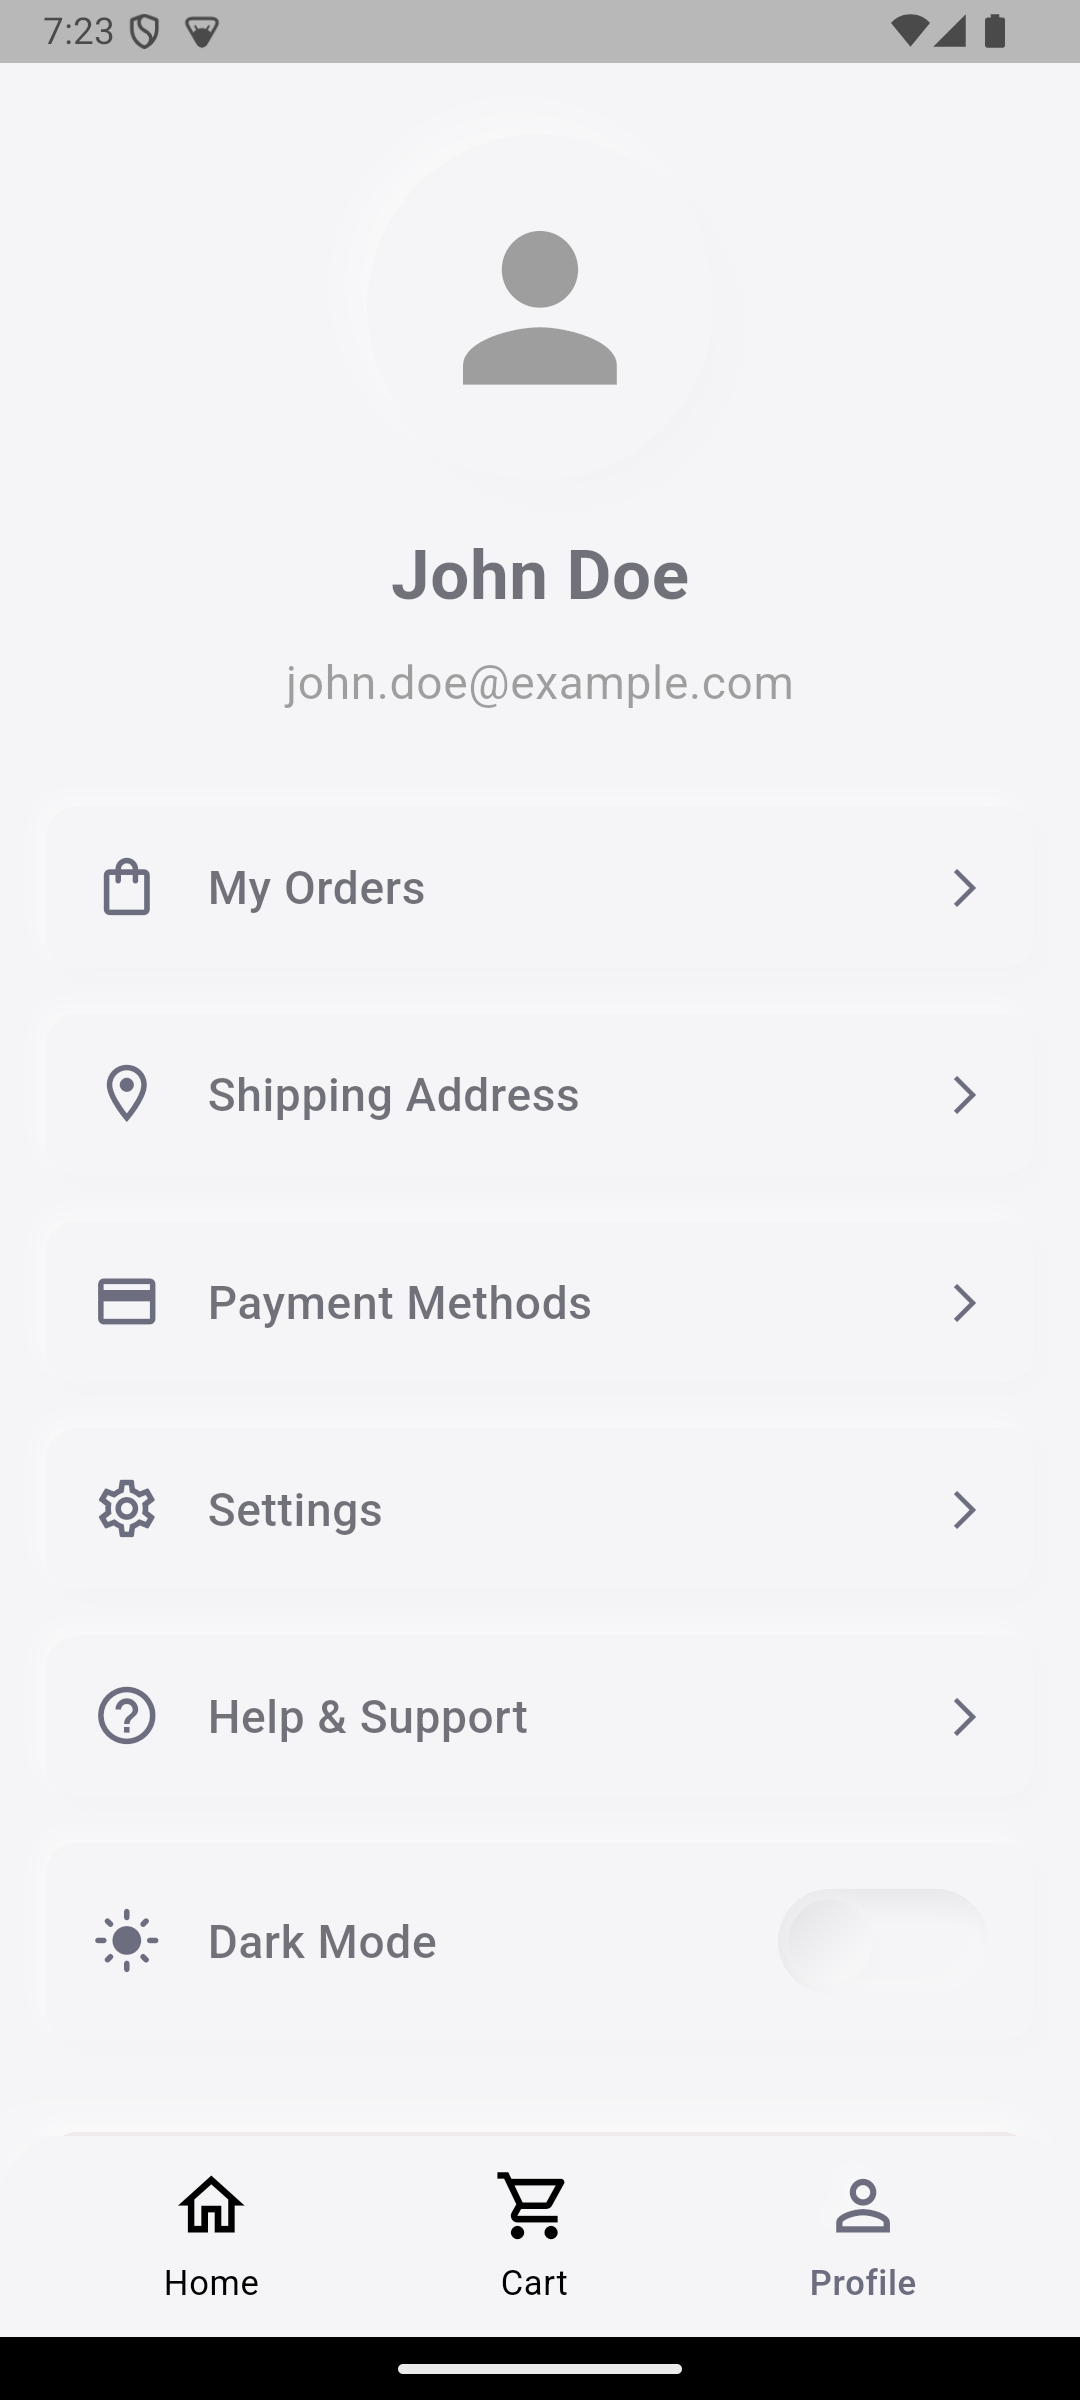 7:23
John Doe
john.doe@example.com
My Orders
Shipping Address
Payment Methods
Settings
Help & Support
Dark Mode
Home
Cart
Profile